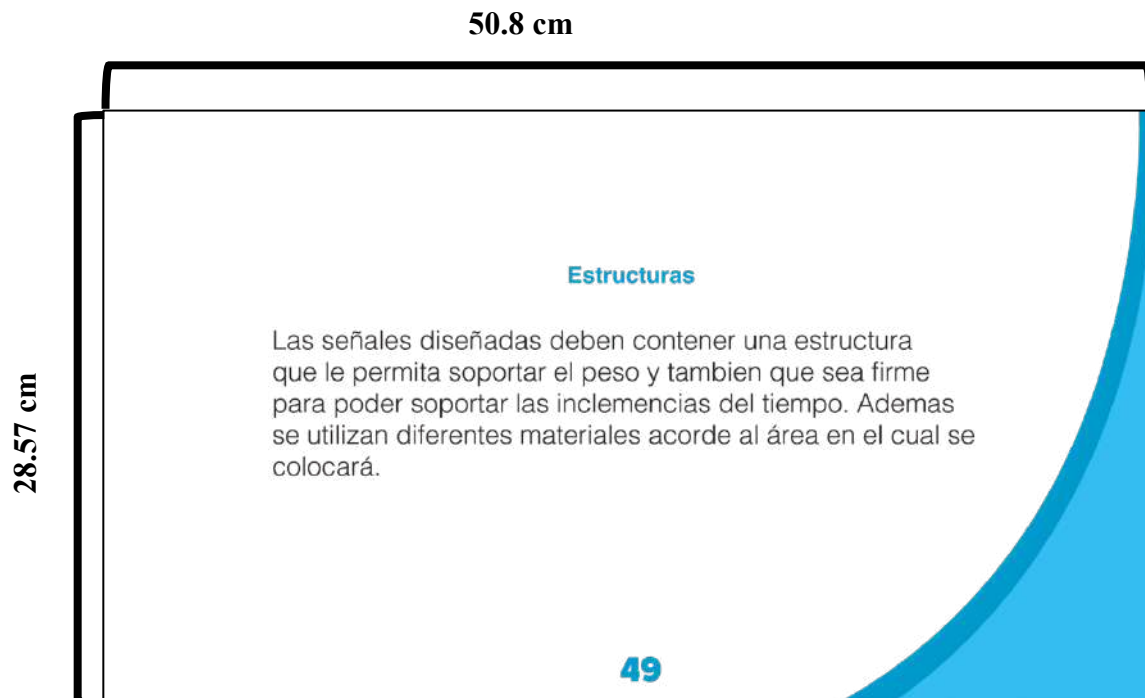 50.8 cm
28.57 cm
Estructuras
Las señales diseñadas deben contener una estructura
que le permita soportar el peso y tambien que sea firme
para poder soportar las inclemencias del tiempo. Ademas
se utilizan diferentes materiales acorde al área en el cual se
colocará.
49